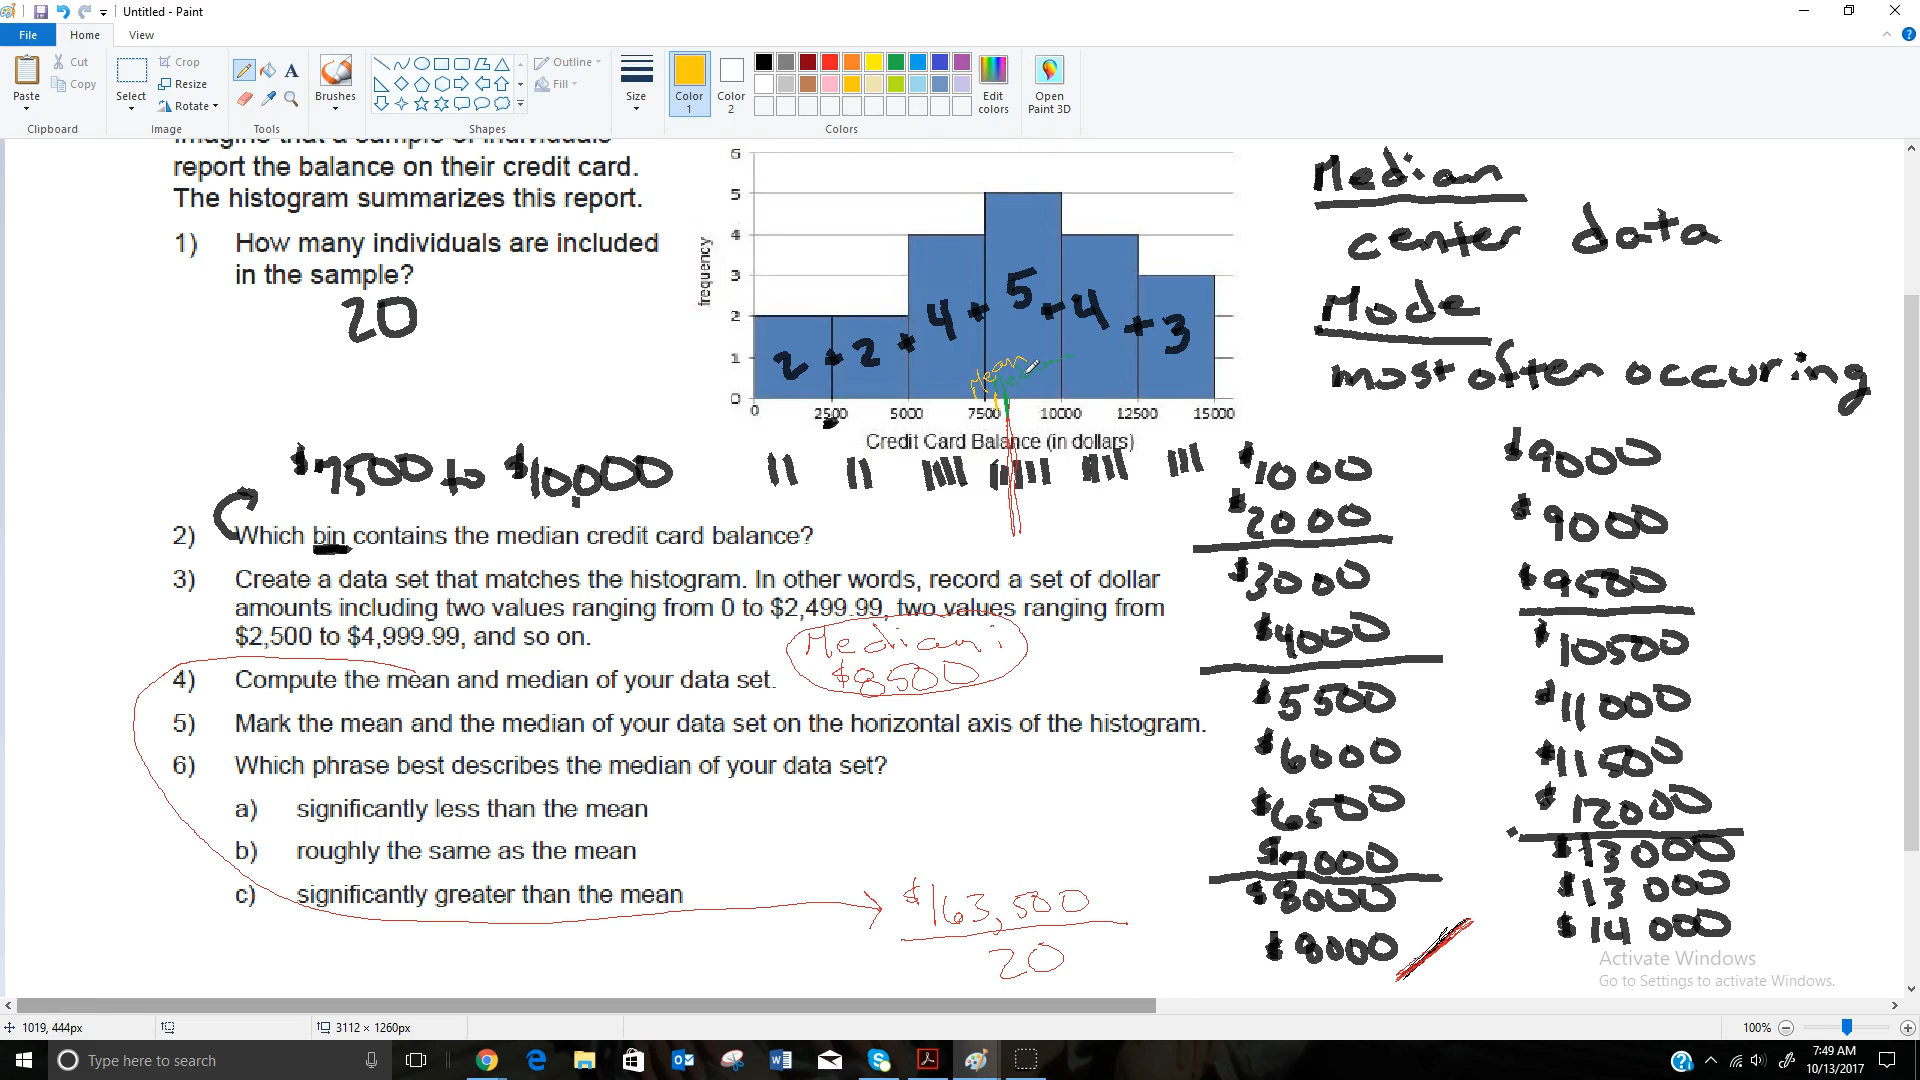 Untitled - Paint
File
Home
View
Paste
Cut
Copy
Clipboard
Select
Crop
Resize
Rotate
Image
Tools
Brushes
Shapes
Outline
Fill
Size
Color 1
Color 2
Colors
Edit colors
Open Paint 3D
report the balance on their credit card.
The histogram summarizes this report.
1) How many individuals are included
in the sample?
20
frequency
6
5
4
3
2
1
0
2 + 2 + 4 + 5 + 4 + 3
Mean
Median
0 2500 5000 7500 10000 12500 15000
Credit Card Balance (in dollars)
Median
center data
Mode
most often occuring
$7500 to $10,000
2) Which bin contains the median credit card balance?
3) Create a data set that matches the histogram. In other words, record a set of dollar
amounts including two values ranging from 0 to $2,499.99, two values ranging from
$2,500 to $4,999.99, and so on.
Median:
$8500
4) Compute the mean and median of your data set.
5) Mark the mean and the median of your data set on the horizontal axis of the histogram.
6) Which phrase best describes the median of your data set?
a) significantly less than the mean
b) roughly the same as the mean
c) significantly greater than the mean
$163,500
20
$1000
$2000
$3000
$4000
$5500
$6000
$6500
$7000
$8000
$8000
$9000
$9000
$9500
$10500
$11000
$11500
$12000
$13000
$13000
$14000
Activate Windows
Go to Settings to activate Windows.
1019, 444px
3112 × 1260px
100%
Type here to search
7:49 AM
10/13/2017